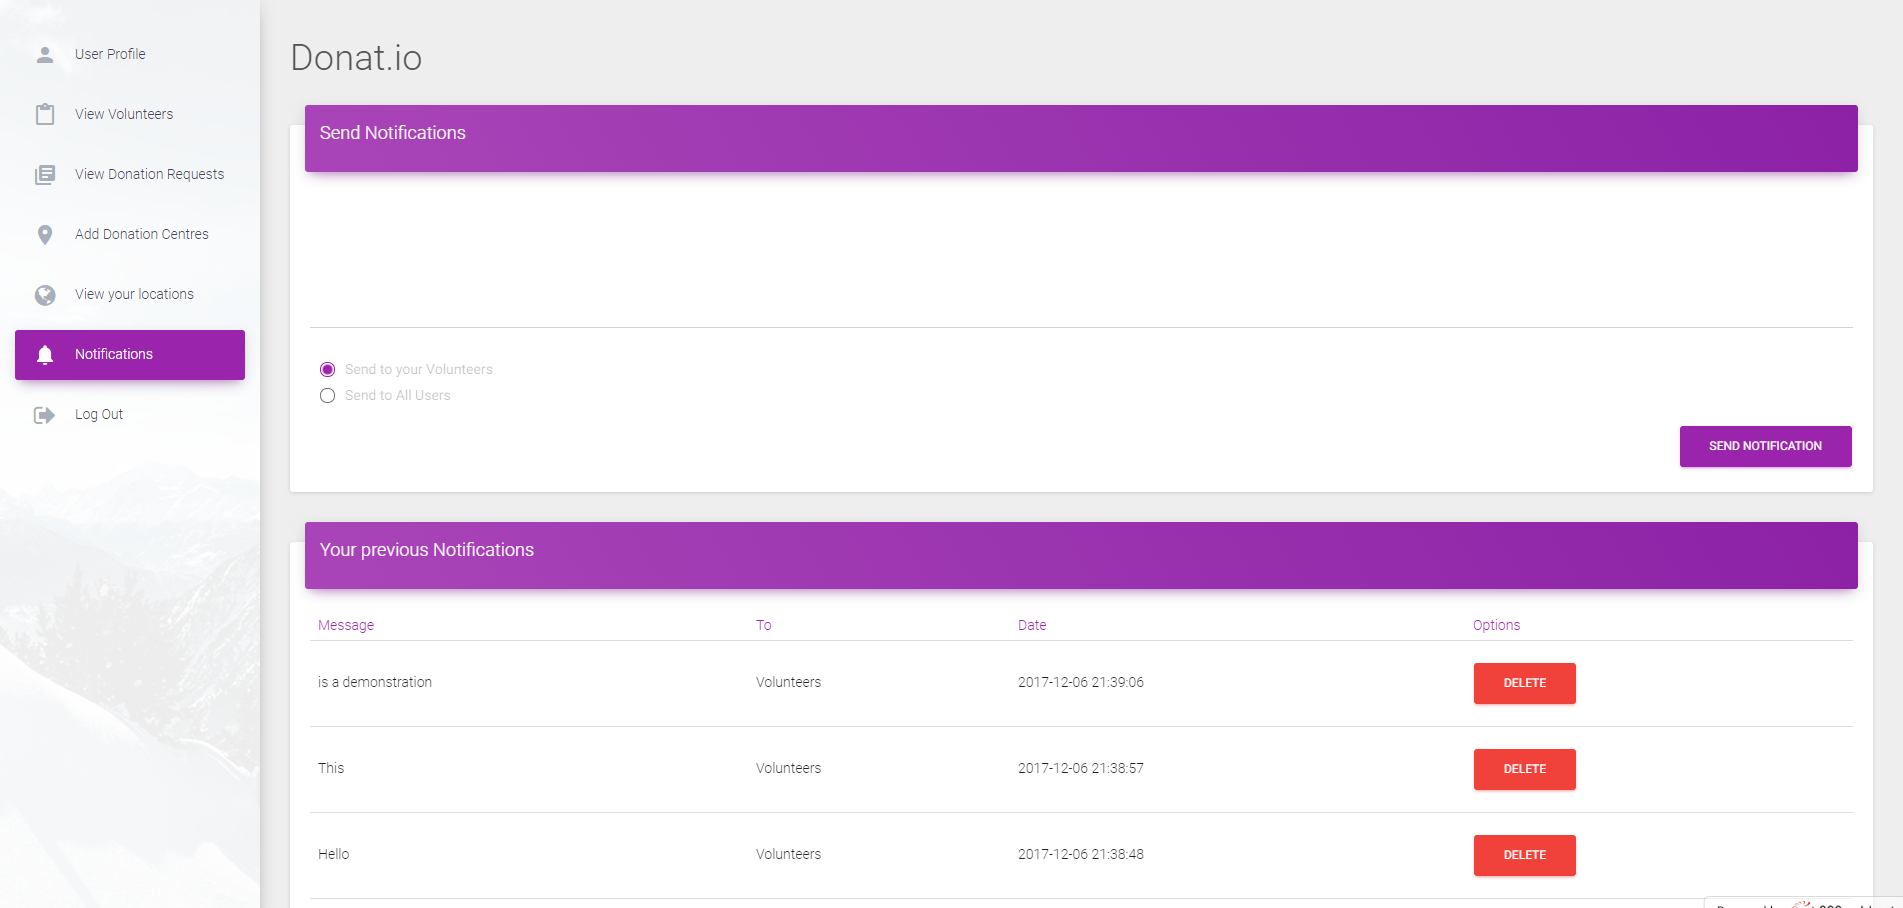 User Profile
View Volunteers
View Donation Requests
Add Donation Centres
View your locations
Notifications
Log Out
Donat.io
Send Notifications
Send to your Volunteers
Send to All Users
SEND NOTIFICATION
Your previous Notifications
Message To Date Options
is a demonstration Volunteers 2017-12-06 21:39:06 DELETE
This Volunteers 2017-12-06 21:38:57 DELETE
Hello Volunteers 2017-12-06 21:38:48 DELETE